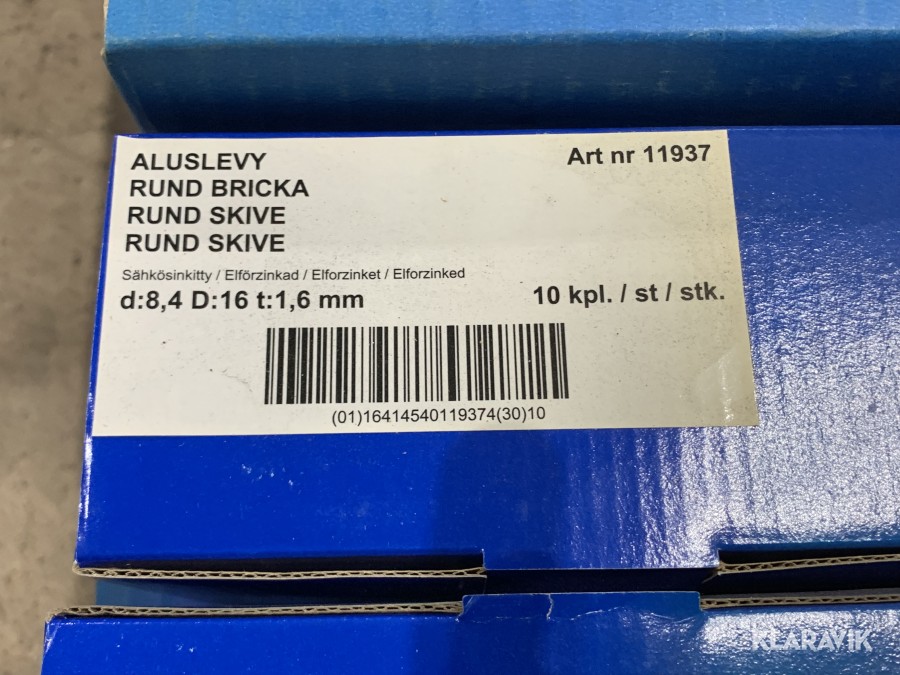 ALUSLEVY
Art nr 11937
RUND BRICKA
RUND SKIVE
RUND SKIVE
Sähkösinkitty / Elförzinkad / Elforzinket / Elforzinked
d:8,4 D:16 t:1,6 mm
10 kpl. / st / stk.
(01)16414540119374(30)10
KLARAVIK